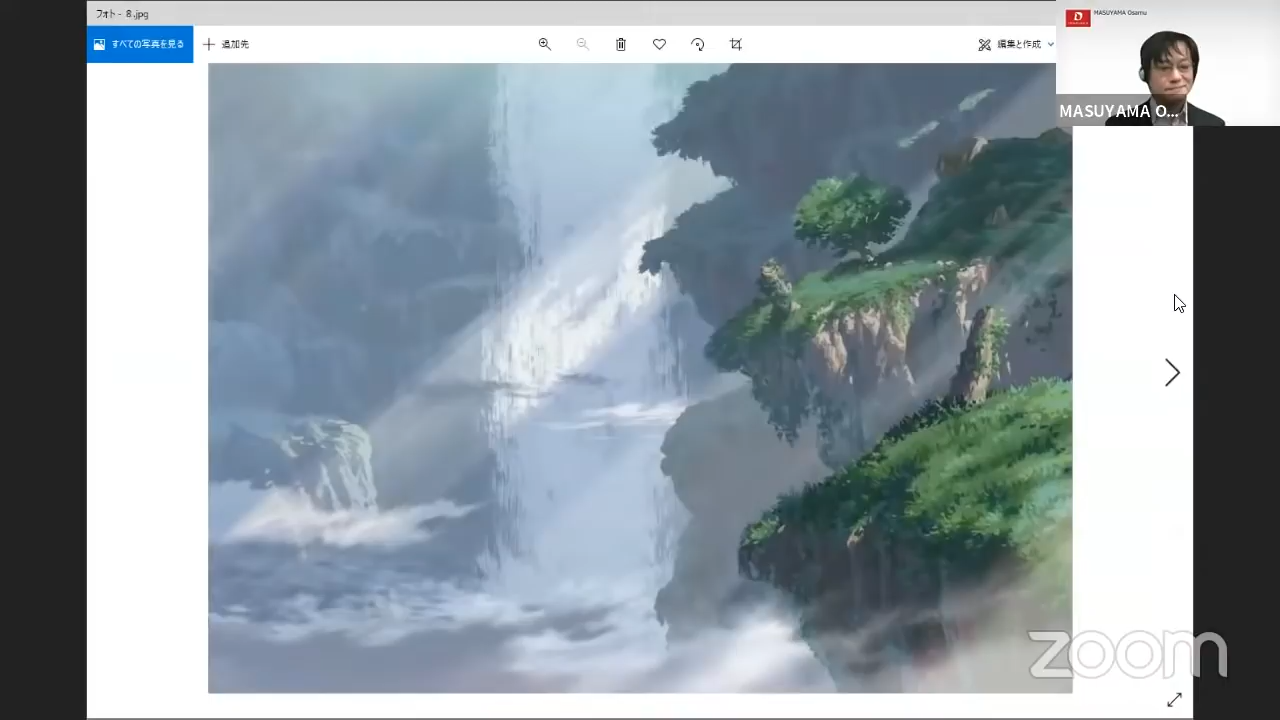 フォト - 8.jpg
すべての写真を見る
追加先
編集と作成
D
MASUYAMA Osamu
MASUYAMA O...
zoom